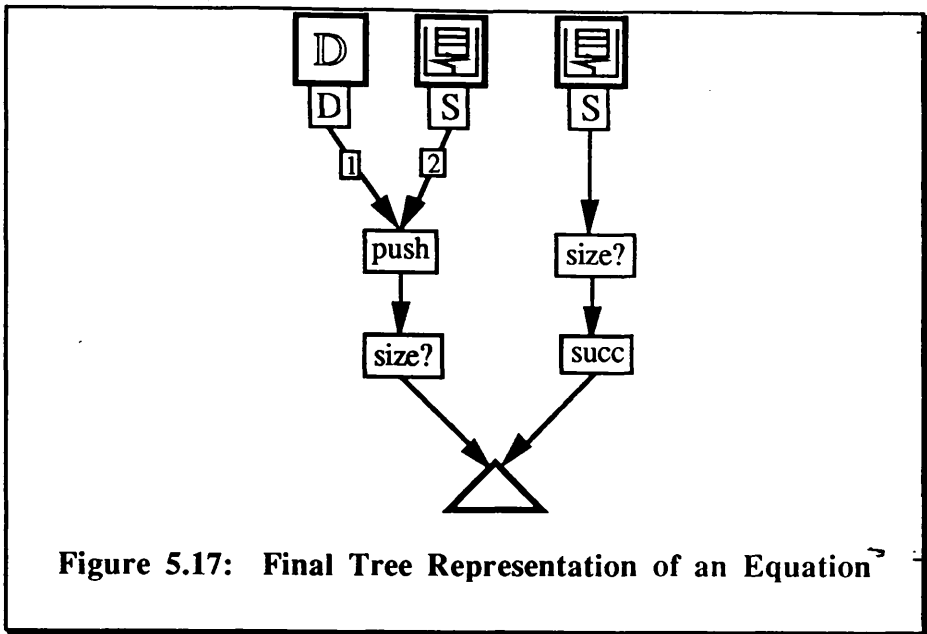 D
D S S
1 2
push size?
size? succ
Figure 5.17: Final Tree Representation of an Equation